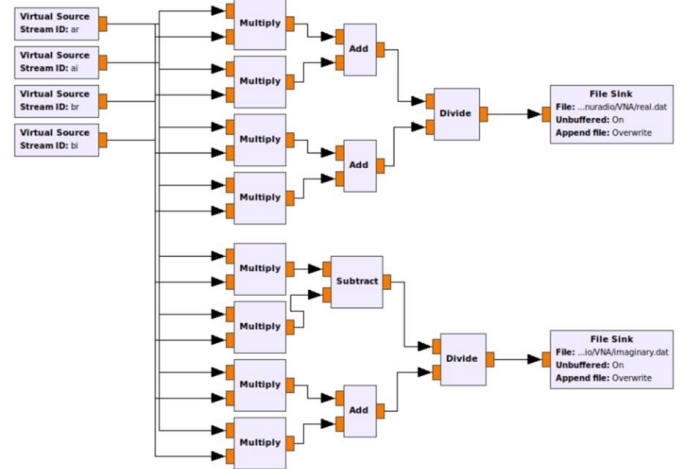 Virtual Source
Stream ID: ar
Virtual Source
Stream ID: ai
Virtual Source
Stream ID: br
Virtual Source
Stream ID: bi
Multiply
Multiply
Add
Multiply
Multiply
Add
Divide
File Sink
File: ...nuradio/VNA/real.dat
Unbuffered: On
Append file: Overwrite
Multiply
Multiply
Subtract
Multiply
Multiply
Add
Divide
File Sink
File: ...io/VNA/imaginary.dat
Unbuffered: On
Append file: Overwrite